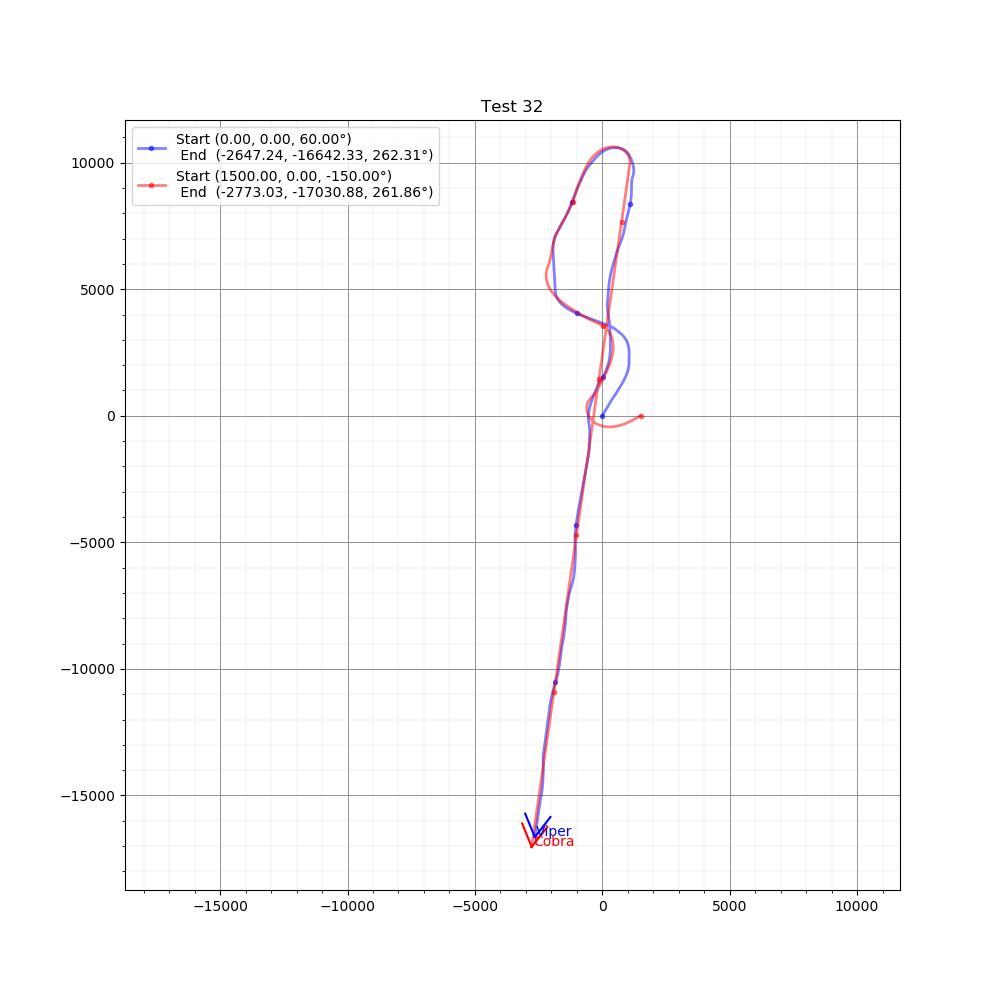 Test 32
Start (0.00, 0.00, 60.00°)
End (-2647.24, -16642.33, 262.31°)
Start (1500.00, 0.00, -150.00°)
End (-2773.03, -17030.88, 261.86°)
10000
5000
0
−5000
−10000
−15000
Viper
Cobra
−15000 −10000 −5000 0 5000 10000